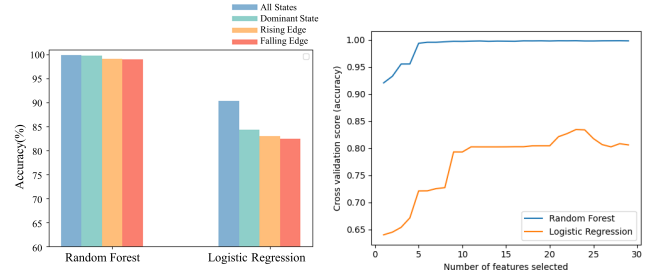 All States
Dominant State
Rising Edge
Falling Edge
Accuracy(%)
100
95
90
85
80
75
70
65
60
Random Forest
Logistic Regression
Cross validation score (accuracy)
1.00
0.95
0.90
0.85
0.80
0.75
0.70
0.65
Random Forest
Logistic Regression
0
5
10
15
20
25
30
Number of features selected